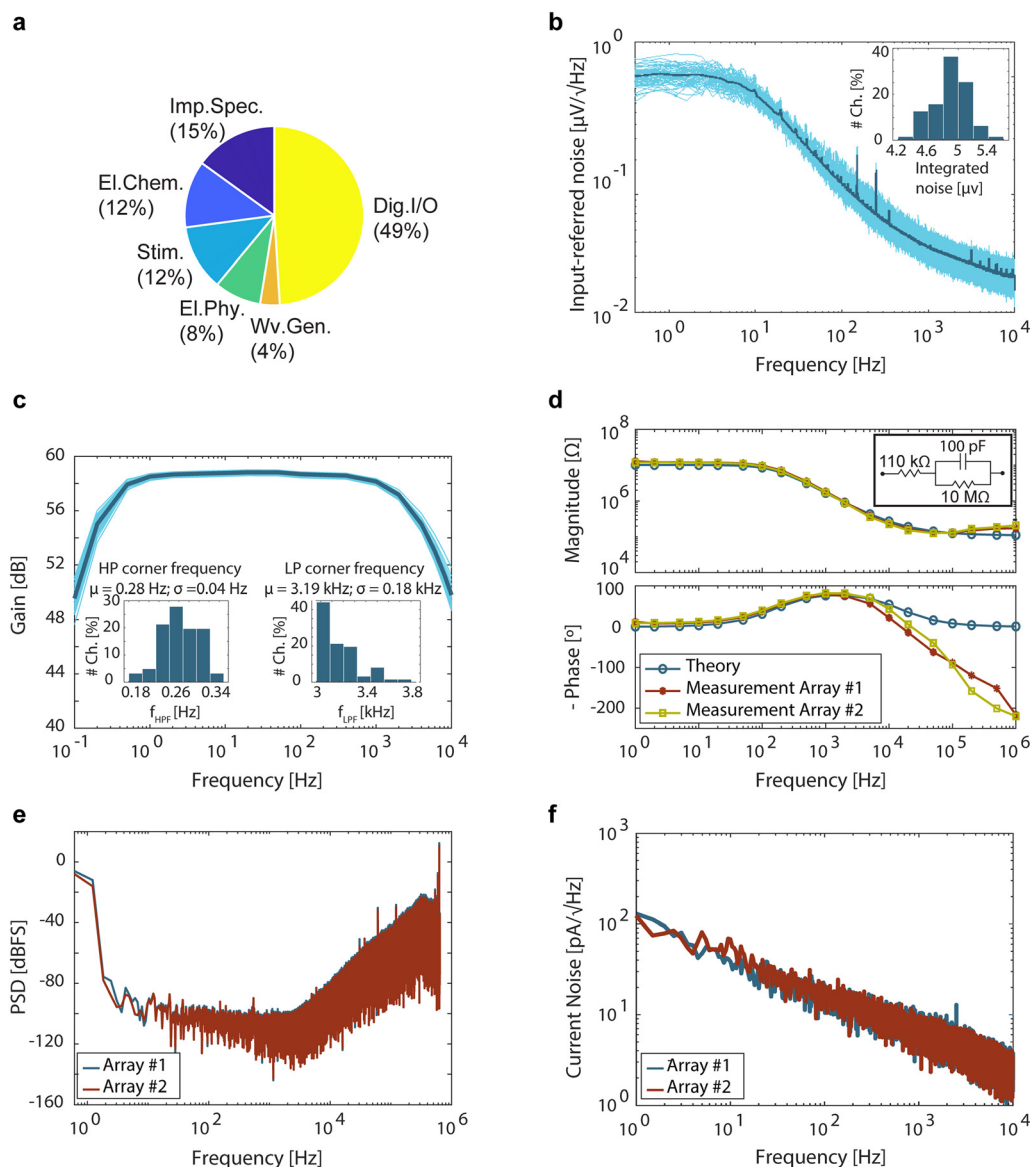 a
Imp.Spec.
(15%)
El.Chem.
(12%)
Stim.
(12%)
El.Phy.
(8%)
Wv.Gen.
(4%)
Dig.I/O
(49%)
b
Input-referred noise [µV/√Hz]
10^0
10^-1
10^-2
10^0 10^1 10^2 10^3 10^4
Frequency [Hz]
# Ch. [%]
40
20
0
4.2 4.6 5 5.4
Integrated
noise [µv]
c
Gain [dB]
60
56
52
48
44
40
10^-1 10^0 10^1 10^2 10^3 10^4
Frequency [Hz]
HP corner frequency
µ = 0.28 Hz; σ =0.04 Hz
# Ch. [%]
30
20
10
0
0.18 0.26 0.34
f_HPF [Hz]
LP corner frequency
µ = 3.19 kHz; σ = 0.18 kHz
# Ch. [%]
40
20
0
3 3.4 3.8
f_LPF [kHz]
d
Magnitude [Ω]
10^8
10^6
10^4
100 pF
110 kΩ
10 MΩ
- Phase [º]
100
0
-100
-200
Theory
Measurement Array #1
Measurement Array #2
10^0 10^1 10^2 10^3 10^4 10^5 10^6
Frequency [Hz]
e
PSD [dBFS]
0
-40
-80
-120
-160
Array #1
Array #2
10^0 10^2 10^4 10^6
Frequency [Hz]
f
Current Noise [pA/√Hz]
10^3
10^2
10^1
10^0
Array #1
Array #2
10^0 10^1 10^2 10^3 10^4
Frequency [Hz]